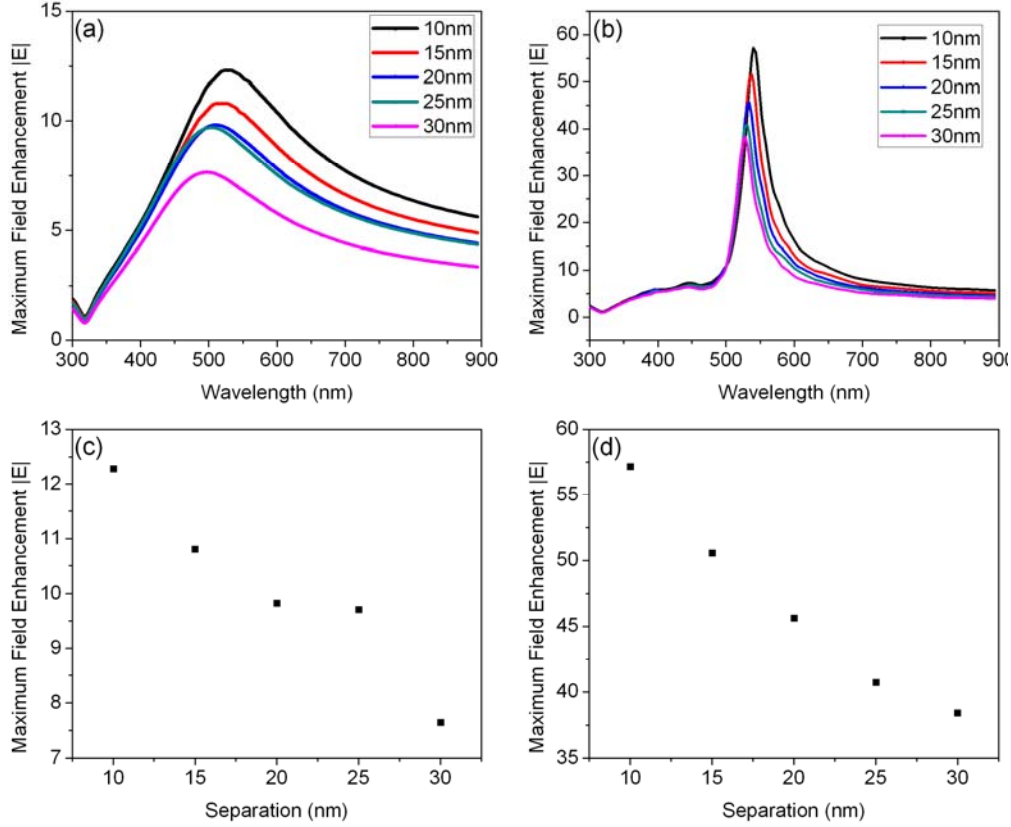 (a)
10nm
15nm
20nm
25nm
30nm
15
10
5
0
Maximum Field Enhancement |E|
300 400 500 600 700 800 900
Wavelength (nm)
(b)
10nm
15nm
20nm
25nm
30nm
60
50
40
30
20
10
0
Maximum Field Enhancement |E|
300 400 500 600 700 800 900
Wavelength (nm)
(c)
13
12
11
10
9
8
7
Maximum Field Enhancement |E|
10 15 20 25 30
Separation (nm)
(d)
60
55
50
45
40
35
Maximum Field Enhancement |E|
10 15 20 25 30
Separation (nm)